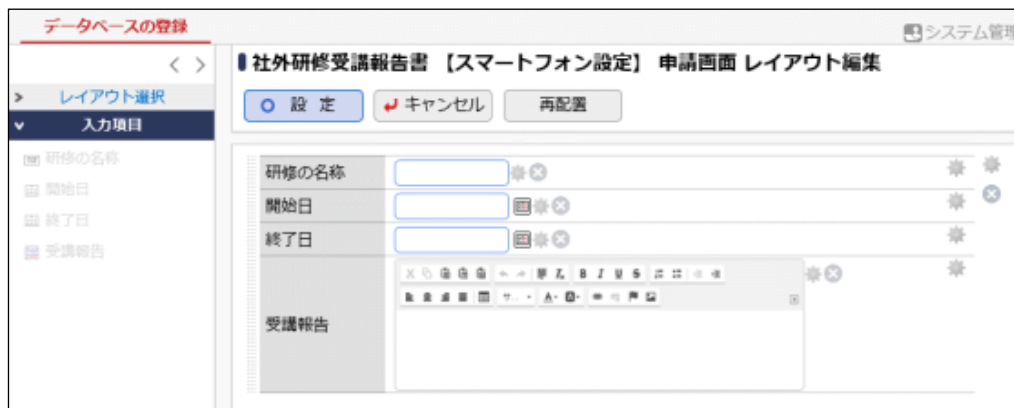 データベースの登録
システム管理
< >
社外研修受講報告書 【スマートフォン設定】 申請画面 レイアウト編集
> レイアウト選択
設 定
キャンセル
再配置
入力項目
研修の名称
開始日
終了日
受講報告
研修の名称
開始日
終了日
受講報告